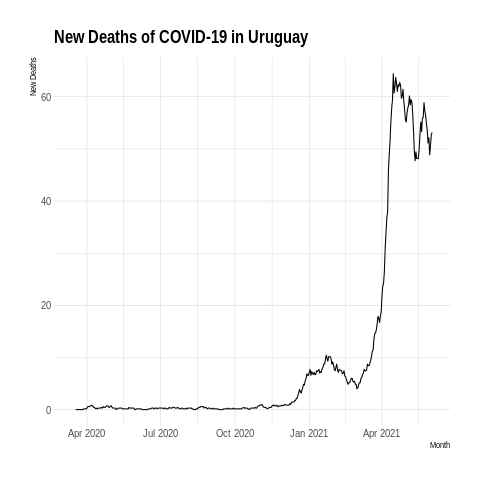 New Deaths of COVID-19 in Uruguay
New Deaths
60
40
20
0
Apr 2020 Jul 2020 Oct 2020 Jan 2021 Apr 2021
Month